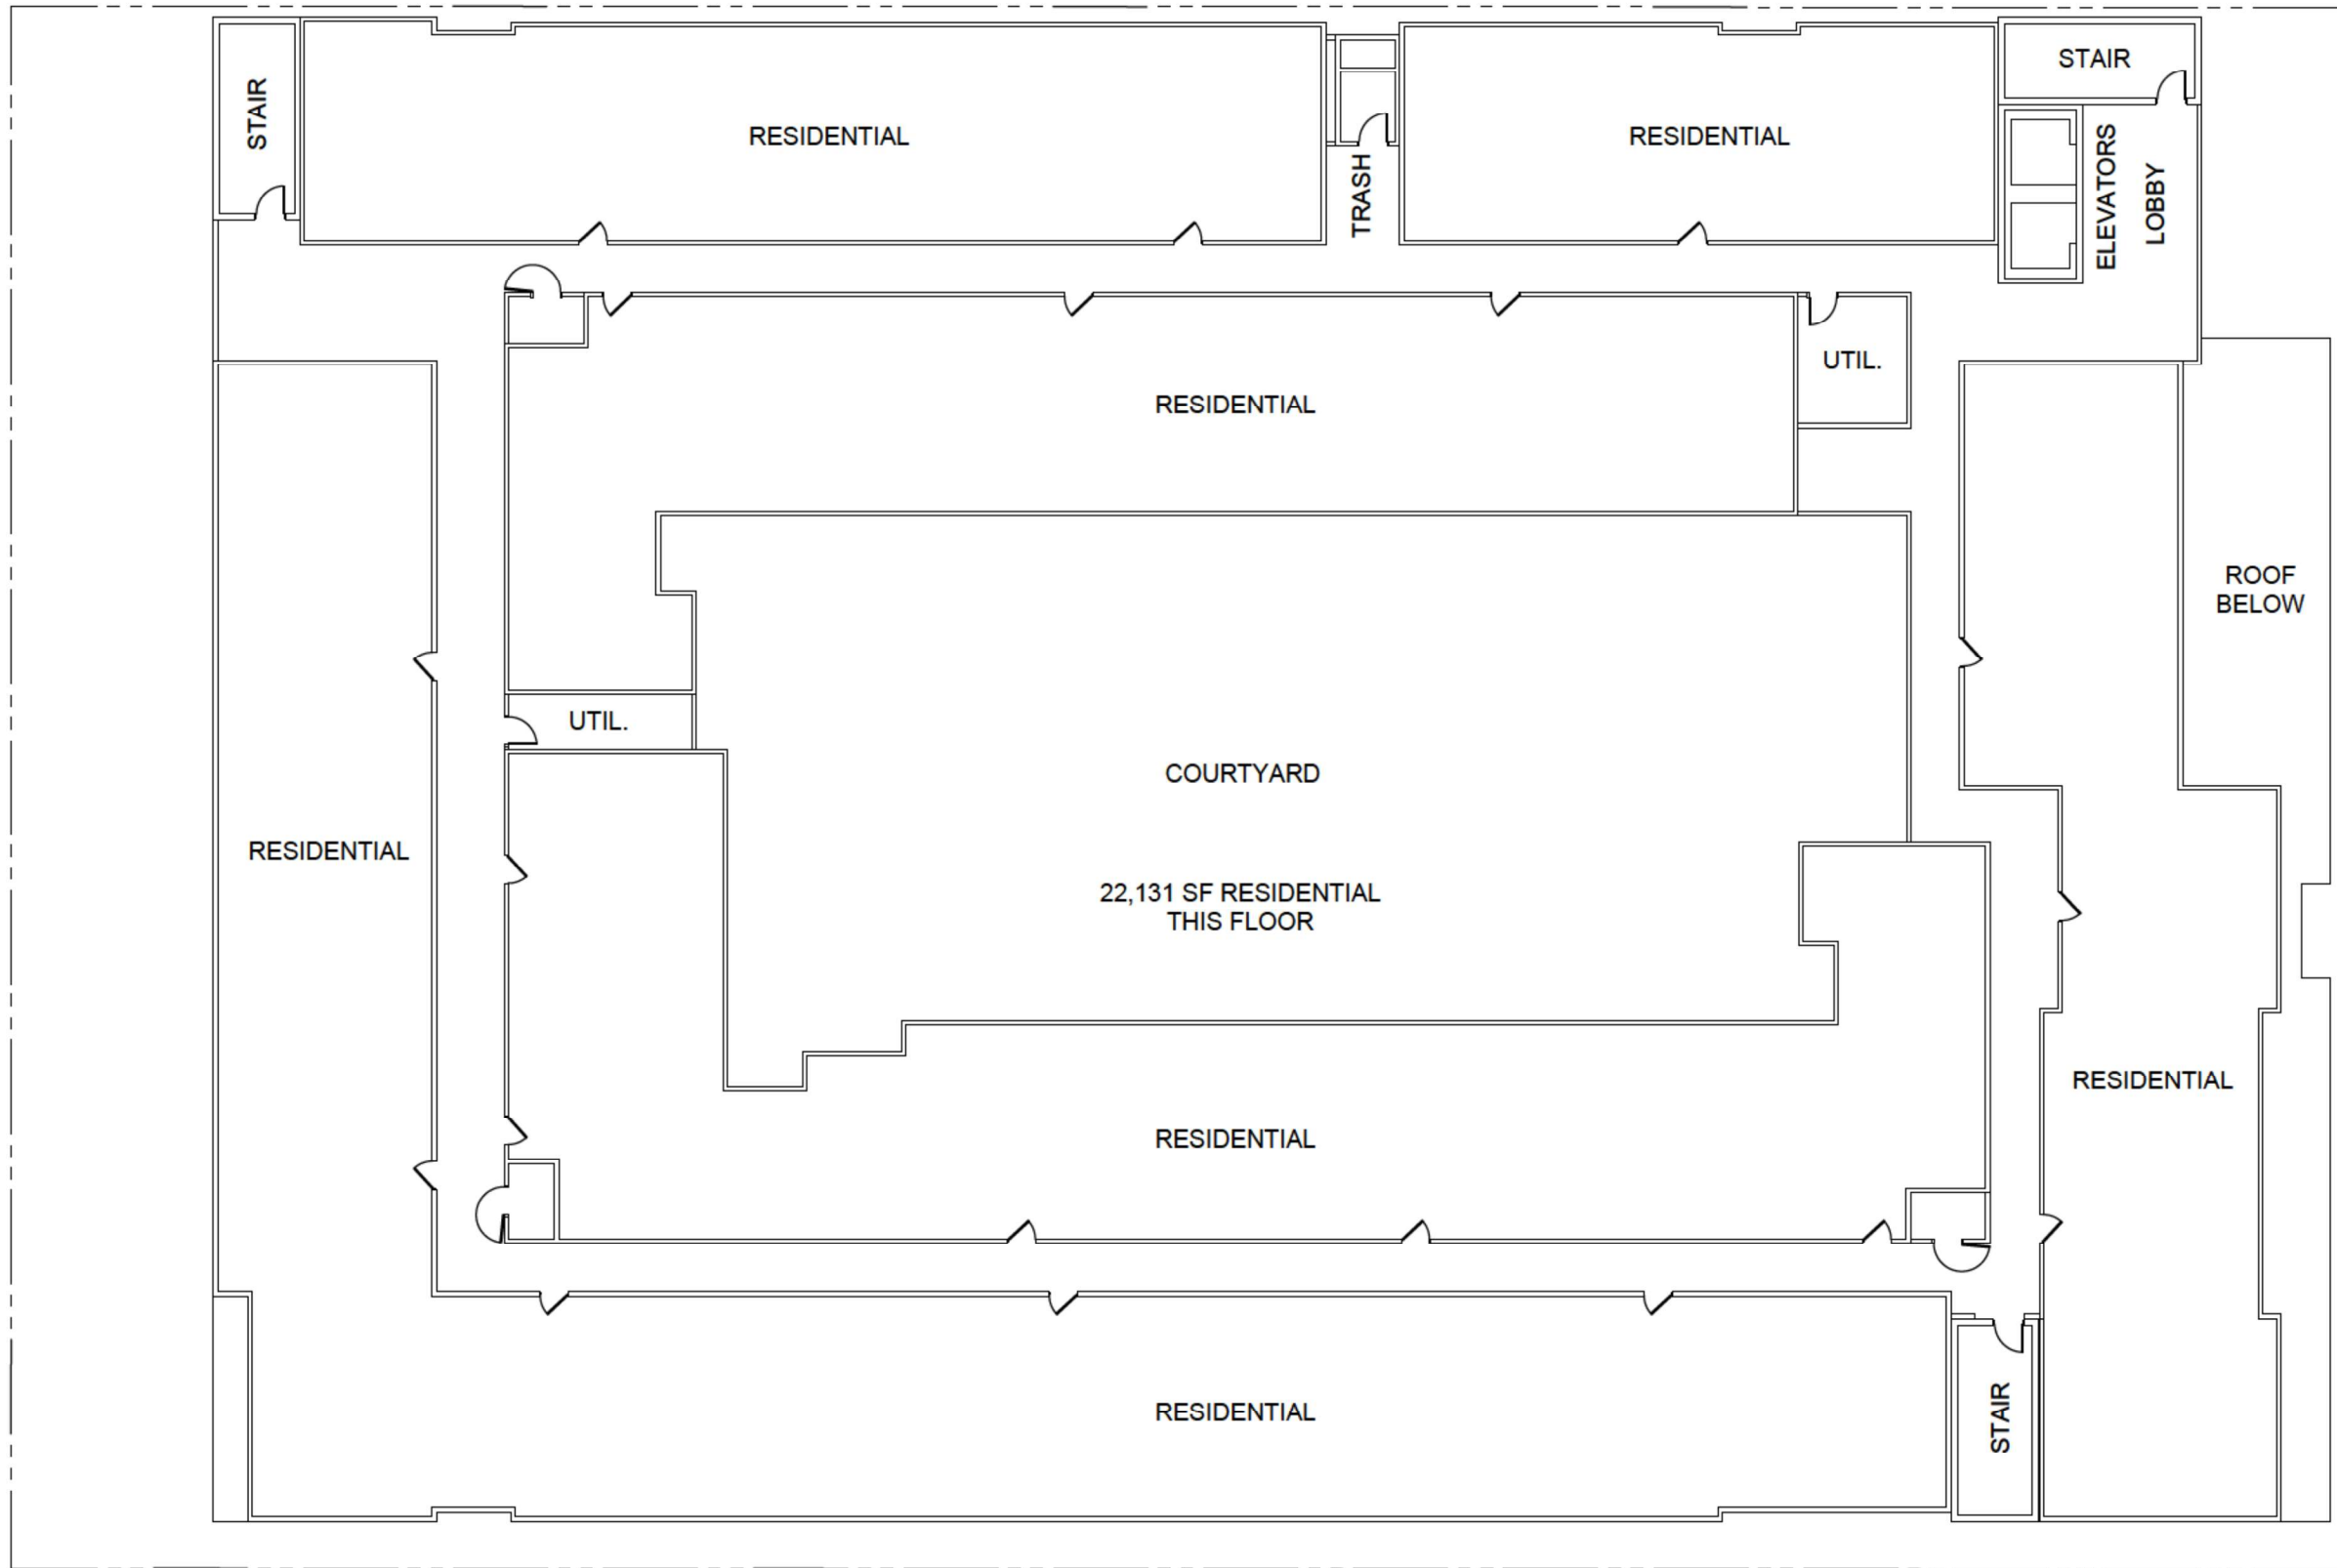 STAIR
RESIDENTIAL
TRASH
RESIDENTIAL
STAIR
ELEVATORS
LOBBY
RESIDENTIAL
UTIL.
ROOF
BELOW
UTIL.
COURTYARD
RESIDENTIAL
22,131 SF RESIDENTIAL
THIS FLOOR
RESIDENTIAL
RESIDENTIAL
RESIDENTIAL
STAIR